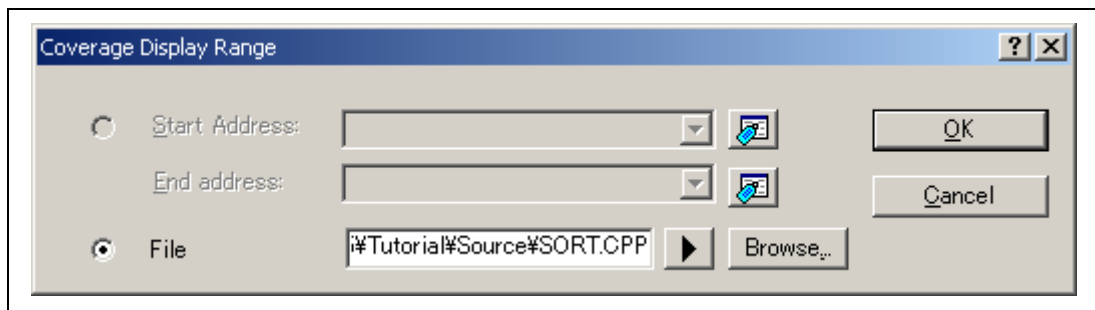 Coverage Display Range
Start Address:
OK
End address:
Cancel
File
i¥Tutorial¥Source¥SORT.CPP
Browse...